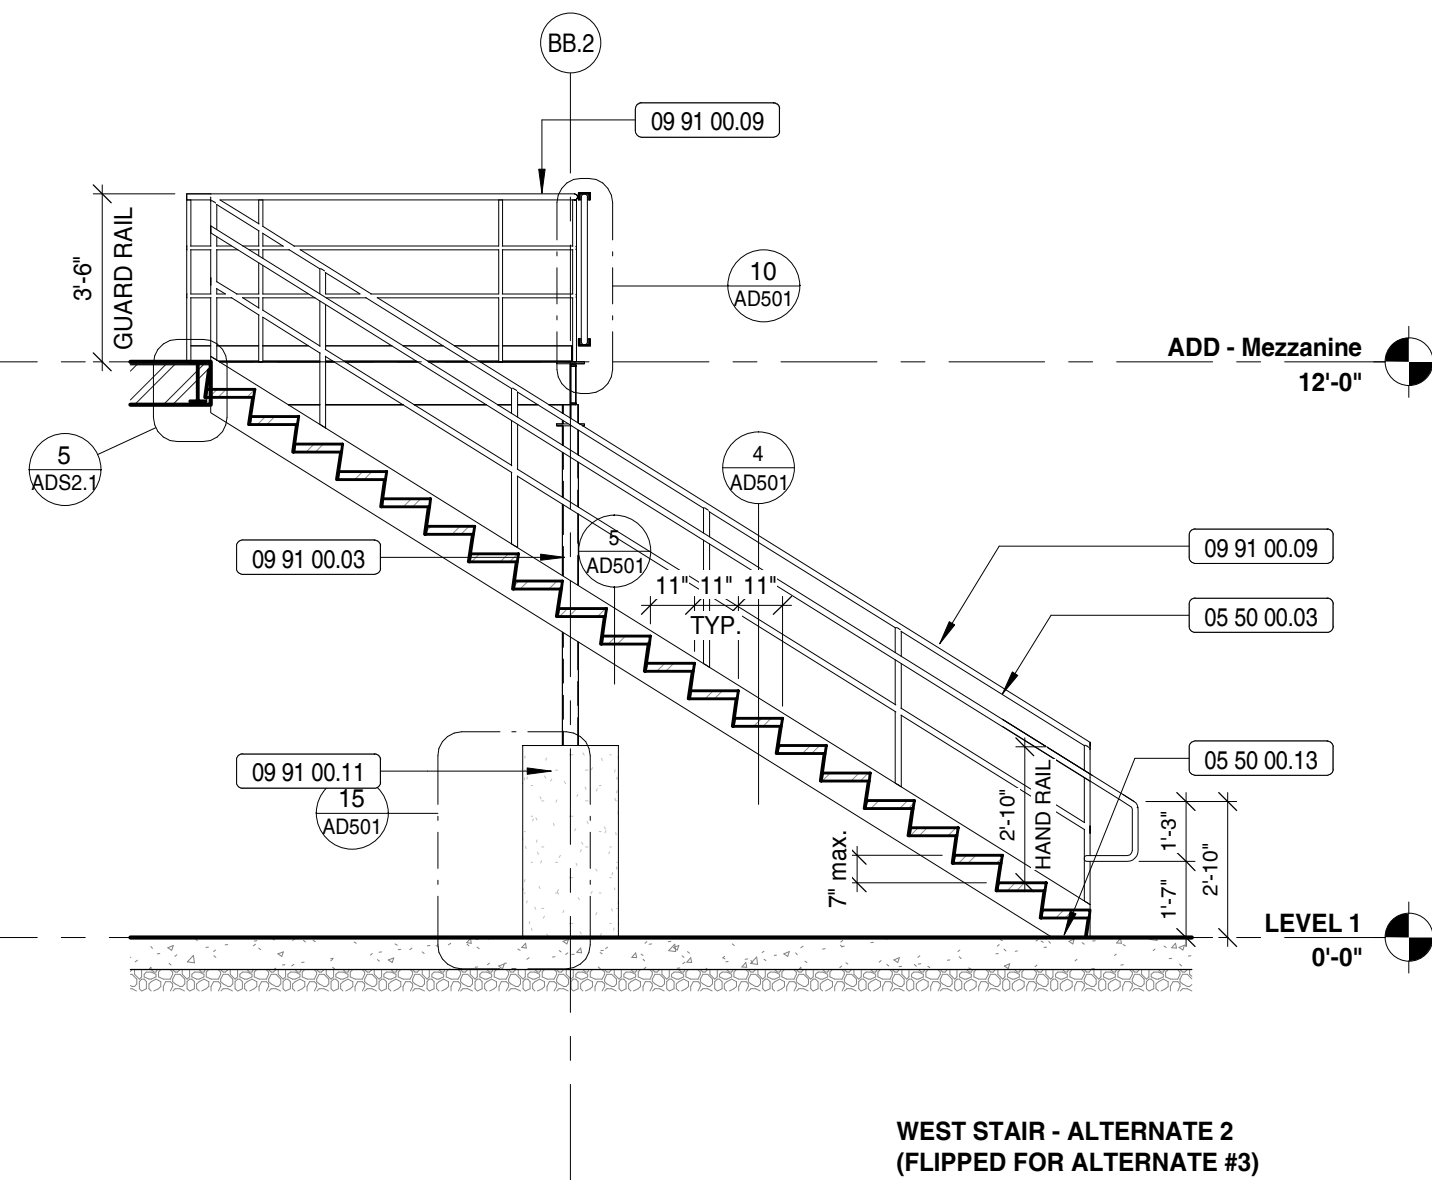 BB.2
09 91 00.09
3'-6"
GUARD RAIL
10
AD501
ADD - Mezzanine
12'-0"
5
ADS2.1
4
AD501
09 91 00.03
5
AD501
09 91 00.09
11" 11" 11"
TYP.
05 50 00.03
09 91 00.11
15
AD501
05 50 00.13
2'-10"
HAND RAIL
7" max.
1'-3"
1'-7"
2'-10"
LEVEL 1
0'-0"
WEST STAIR - ALTERNATE 2
(FLIPPED FOR ALTERNATE #3)